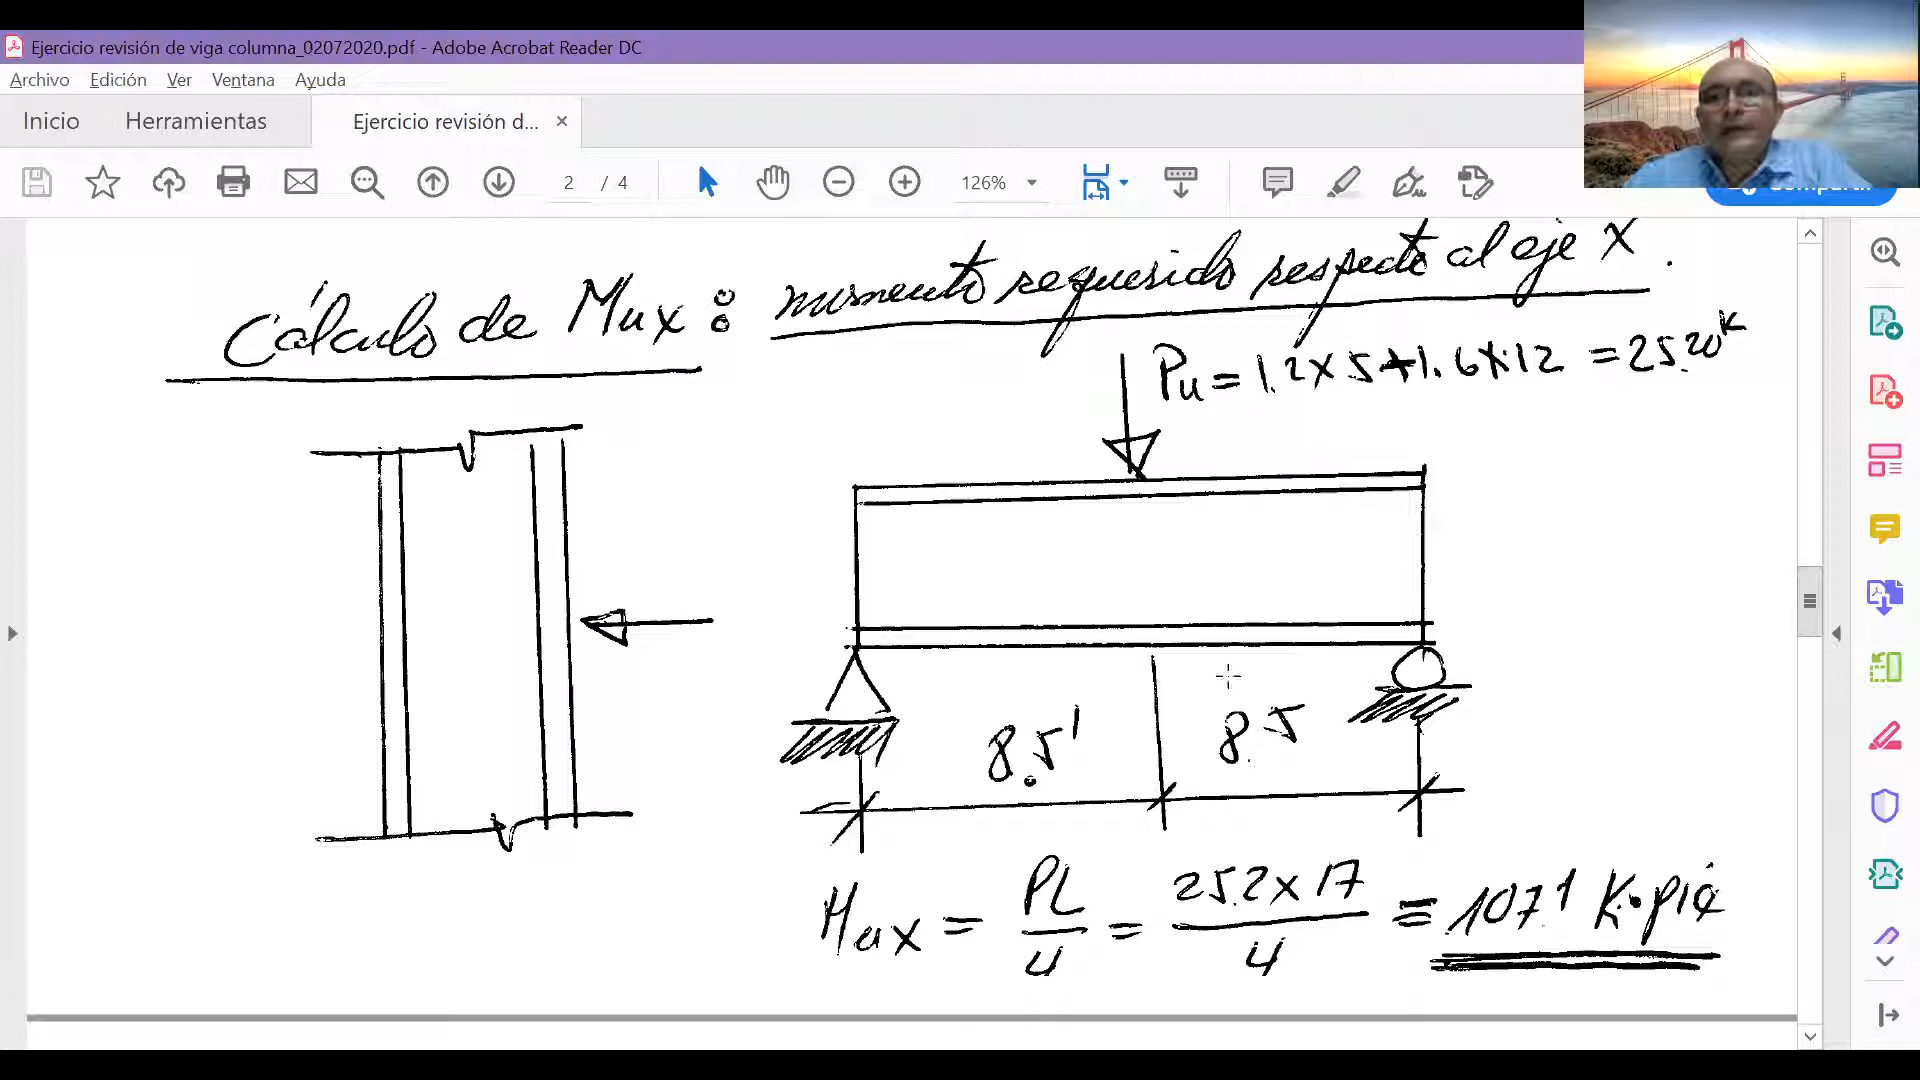 Ejercicio revisión de viga columna_02072020.pdf - Adobe Acrobat Reader DC
Archivo Edición Ver Ventana Ayuda
Inicio Herramientas Ejercicio revisión d... ×
2 / 4 126%
Cálculo de Mux: momento requerido respecto al eje X.
Pu = 1.2x5+1.6x12 = 25.20 K
8.5' 8.5
Mux = PL/4 = 25.2x17/4 = 107.1 K·pie